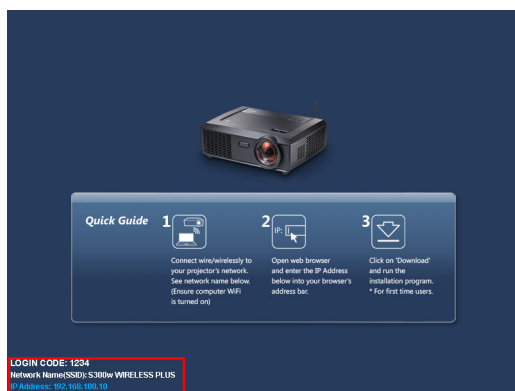 Quick Guide
1
Connect wire/wirelessly to
your projector's network.
See network name below.
(Ensure computer WiFi
is turned on)
2
IP:
Open web browser
and enter the IP Address
below into your browser's
address bar.
3
Click on 'Download'
and run the
installation program.
* For first time users.
LOGIN CODE: 1234
Network Name(SSID): S300w WIRELESS PLUS
IP Address: 192.168.100.10